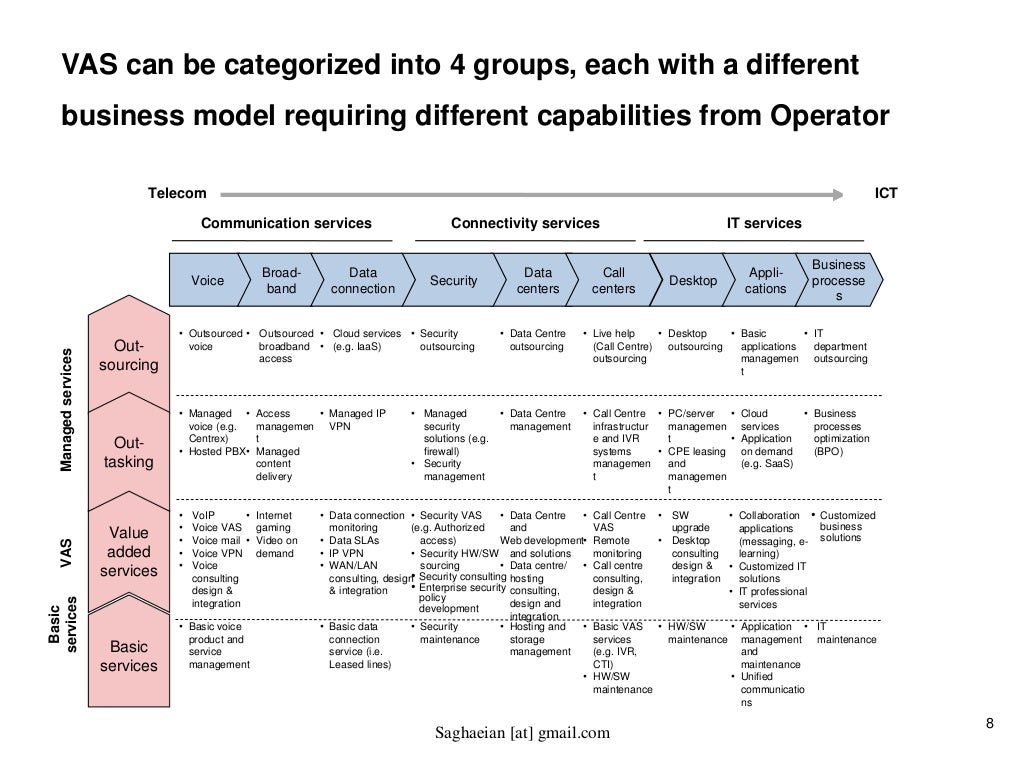 VAS can be categorized into 4 groups, each with a different
business model requiring different capabilities from Operator
Telecom
ICT
Communication services
Connectivity services
IT services
Voice
Broad-
band
Data
connection
Security
Data
centers
Call
centers
Desktop
Appli-
cations
Business
processe
s
Managed services
Out-
sourcing
• Outsourced
voice
• Outsourced
broadband
access
• Cloud services
• (e.g. IaaS)
• Security
outsourcing
• Data Centre
outsourcing
• Live help
(Call Centre)
outsourcing
• Desktop
outsourcing
• Basic
applications
managemen
t
• IT
department
outsourcing
Out-
tasking
• Managed
voice (e.g.
Centrex)
• Hosted PBX
• Access
managemen
t
• Managed
content
delivery
• Managed IP
VPN
• Managed
security
solutions (e.g.
firewall)
• Security
management
• Data Centre
management
• Call Centre
infrastructur
e and IVR
systems
managemen
t
• PC/server
managemen
t
• CPE leasing
and
managemen
t
• Cloud
services
• Application
on demand
(e.g. SaaS)
• Business
processes
optimization
(BPO)
VAS
Value
added
services
• VoIP
• Voice VAS
• Voice mail
• Voice VPN
• Voice
consulting
design &
integration
• Internet
gaming
• Video on
demand
• Data connection
monitoring
• Data SLAs
• IP VPN
• WAN/LAN
consulting, design
& integration
• Security VAS
(e.g. Authorized
access)
• Security HW/SW
sourcing
• Security consulting
• Enterprise security
policy
development
• Data Centre
and
Web development
and solutions
• Data centre/
hosting
consulting,
design and
integration
• Call Centre
VAS
• Remote
monitoring
• Call centre
consulting,
design &
integration
• SW
upgrade
• Desktop
consulting
design &
integration
• Collaboration
applications
(messaging, e-
learning)
• Customized IT
solutions
• IT professional
services
• Customized
business
solutions
Basic
services
Basic
services
• Basic voice
product and
service
management
• Basic data
connection
service (i.e.
Leased lines)
• Security
maintenance
• Hosting and
storage
management
• Basic VAS
services
(e.g. IVR,
CTI)
• HW/SW
maintenance
• HW/SW
maintenance
• Application
management
and
maintenance
• Unified
communicatio
ns
• IT
maintenance
Saghaeian [at] gmail.com
8